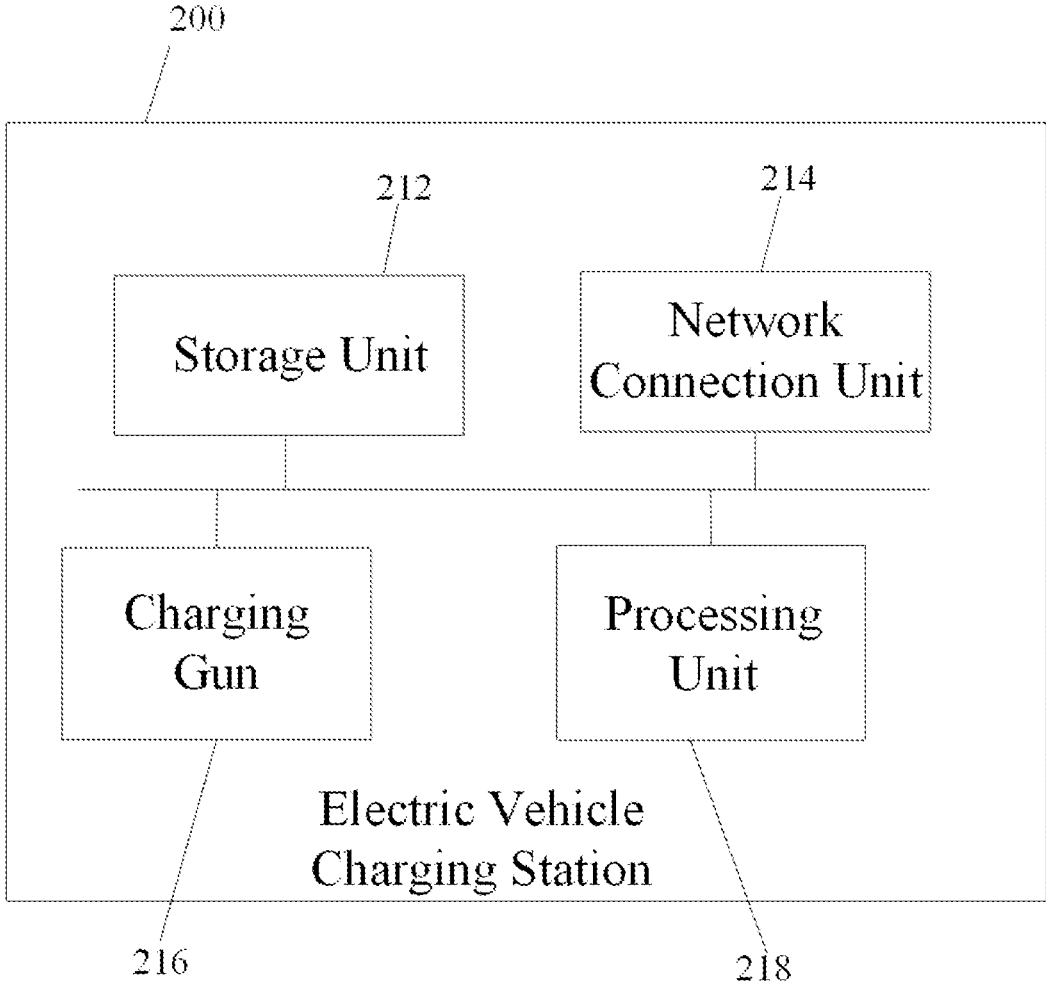 200
212
214
Storage Unit
Network
Connection Unit
Charging
Gun
Processing
Unit
Electric Vehicle
Charging Station
216
218